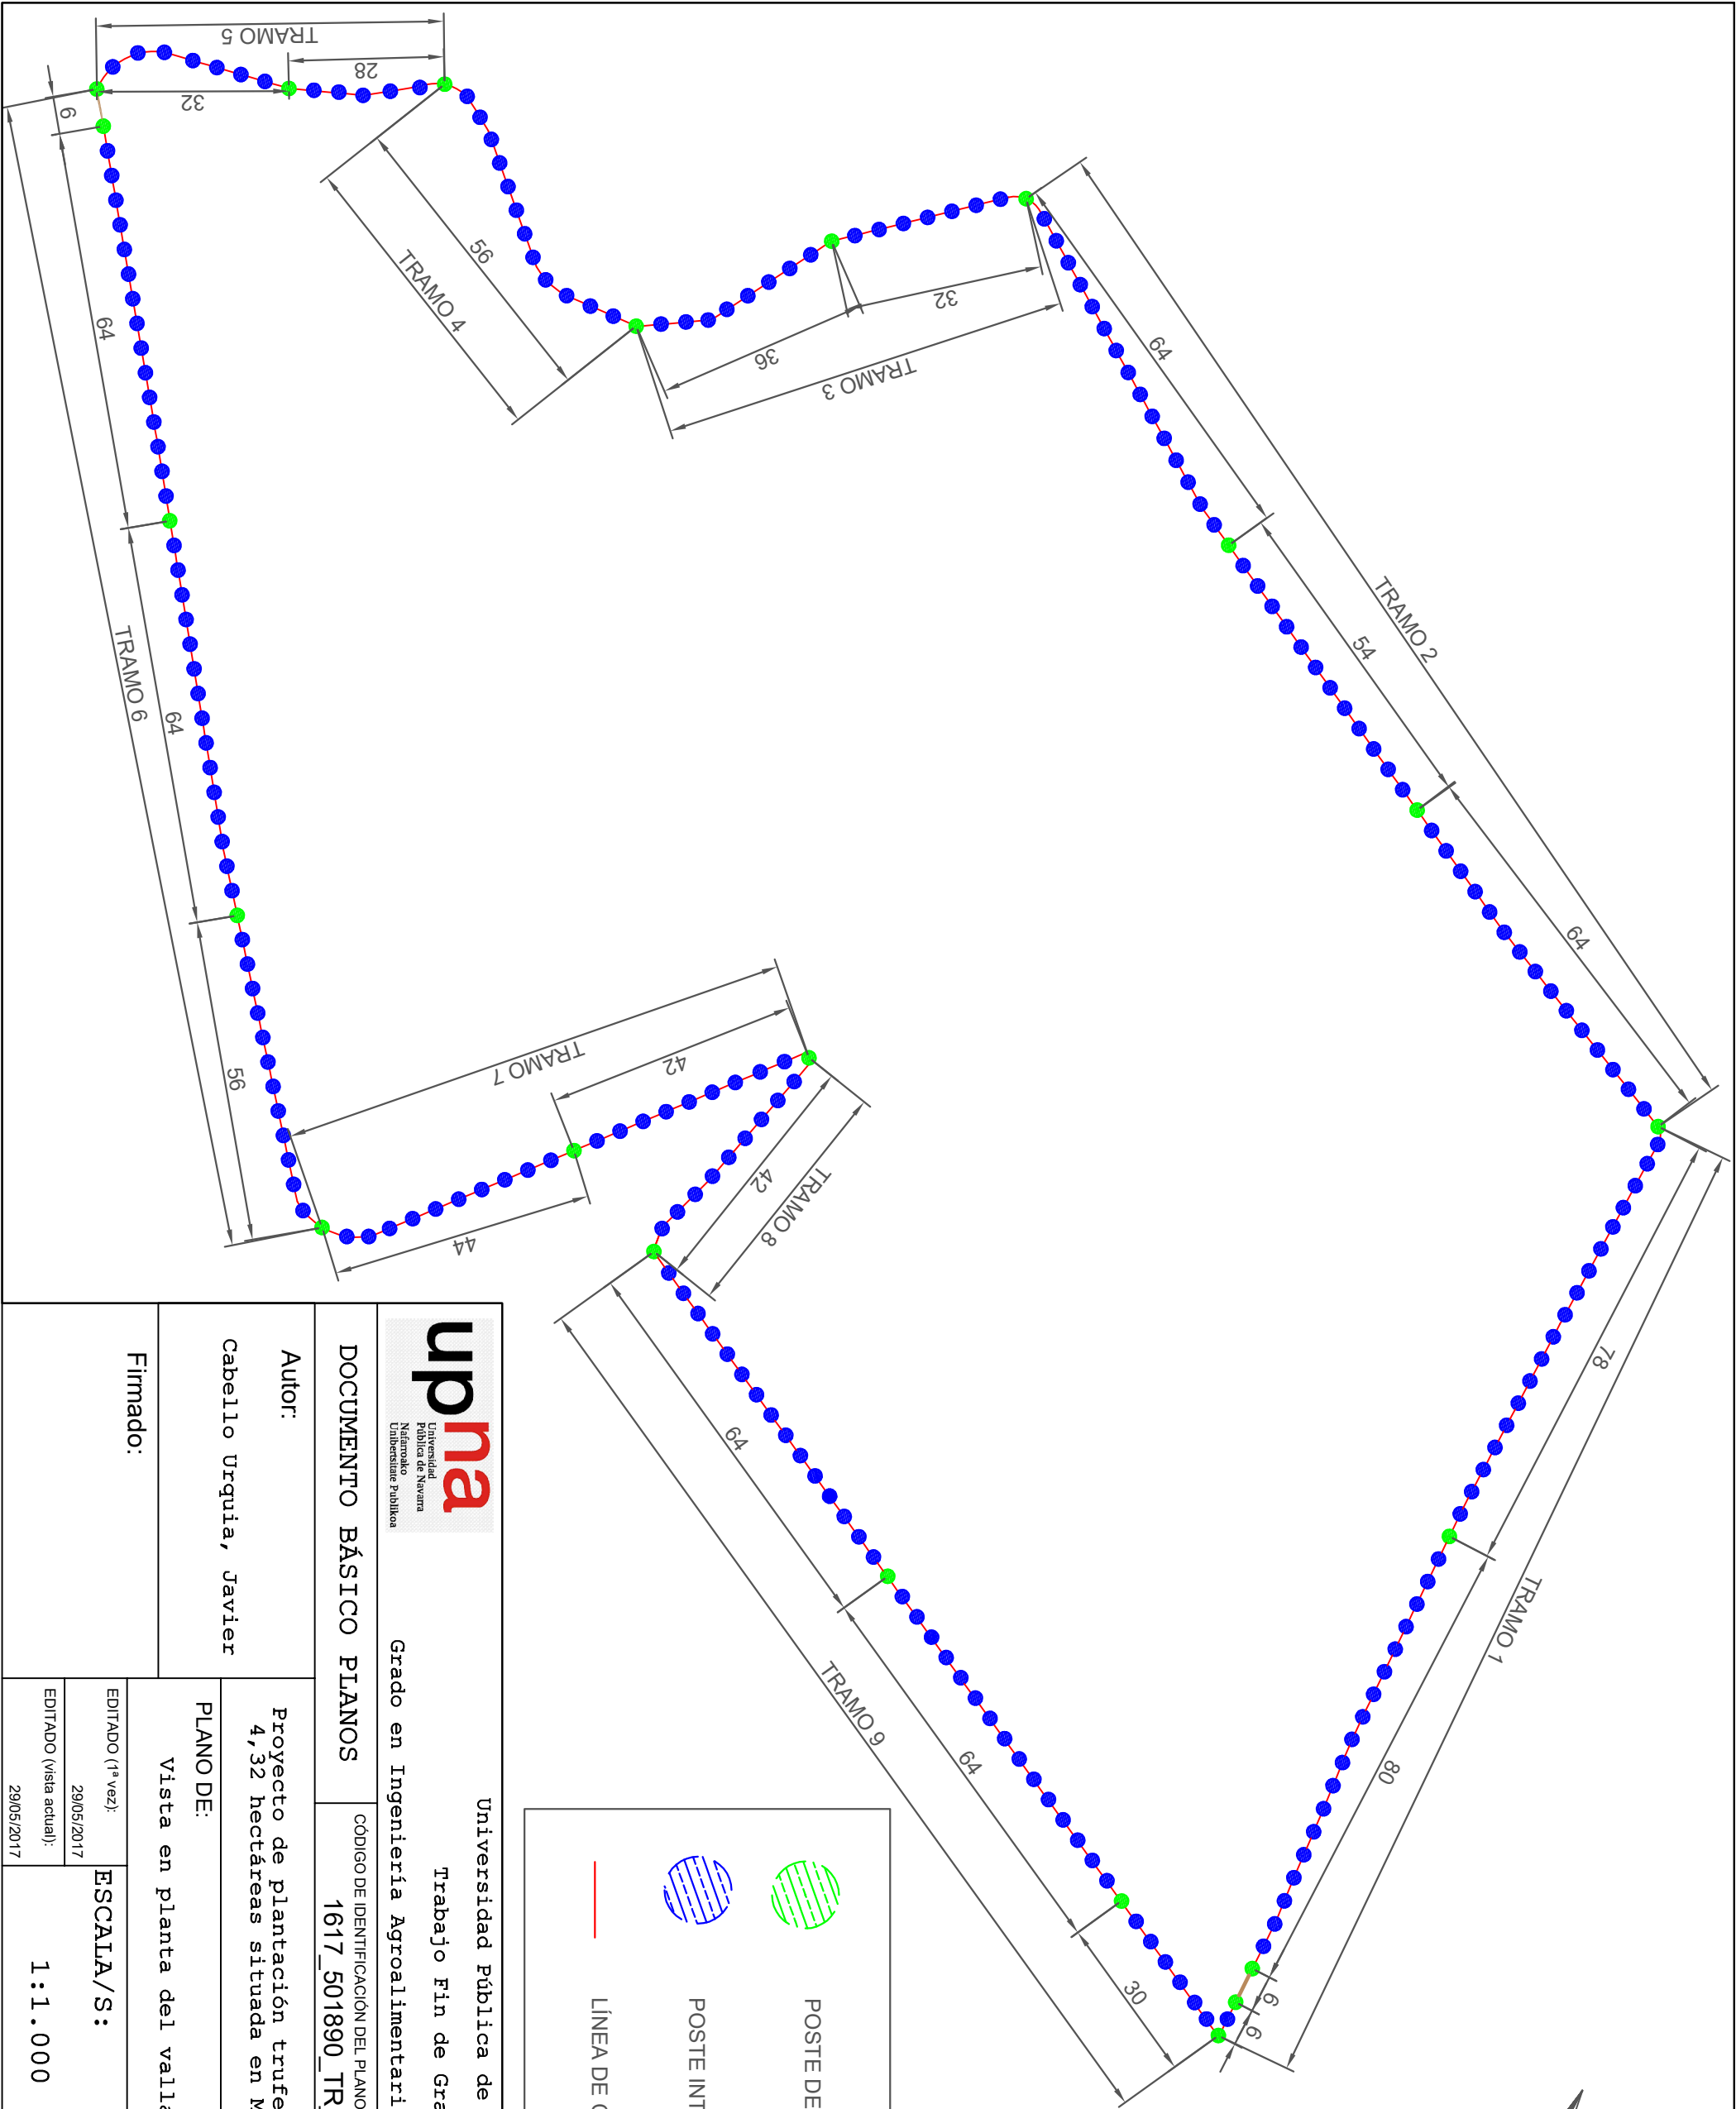 TRAMO 5
28
32
6
64
64
56
TRAMO 6
56
TRAMO 4
36
32
TRAMO 3
64
54
64
TRAMO 2
TRAMO 7
42
44
42
TRAMO 8
78
80
6
6
TRAMO 1
64
64
30
TRAMO 9
POSTE DE
POSTE INT
LÍNEA DE
upna
Universidad
Pública de Navarra
Nafarroako
Unibertsitate Publikoa
Universidad Pública de
Trabajo Fin de Gra
Grado en Ingeniería Agroalimentari
DOCUMENTO BÁSICO PLANOS
CÓDIGO DE IDENTIFICACIÓN DEL PLANO
1617_501890_TR_
Autor:
Cabello Urquia, Javier
Firmado:
Proyecto de plantación trufe
4,32 hectáreas situada en M
PLANO DE:
Vista en planta del valla
EDITADO (1ª vez):
29/05/2017
EDITADO (vista actual):
29/05/2017
ESCALA/S:
1:1.000